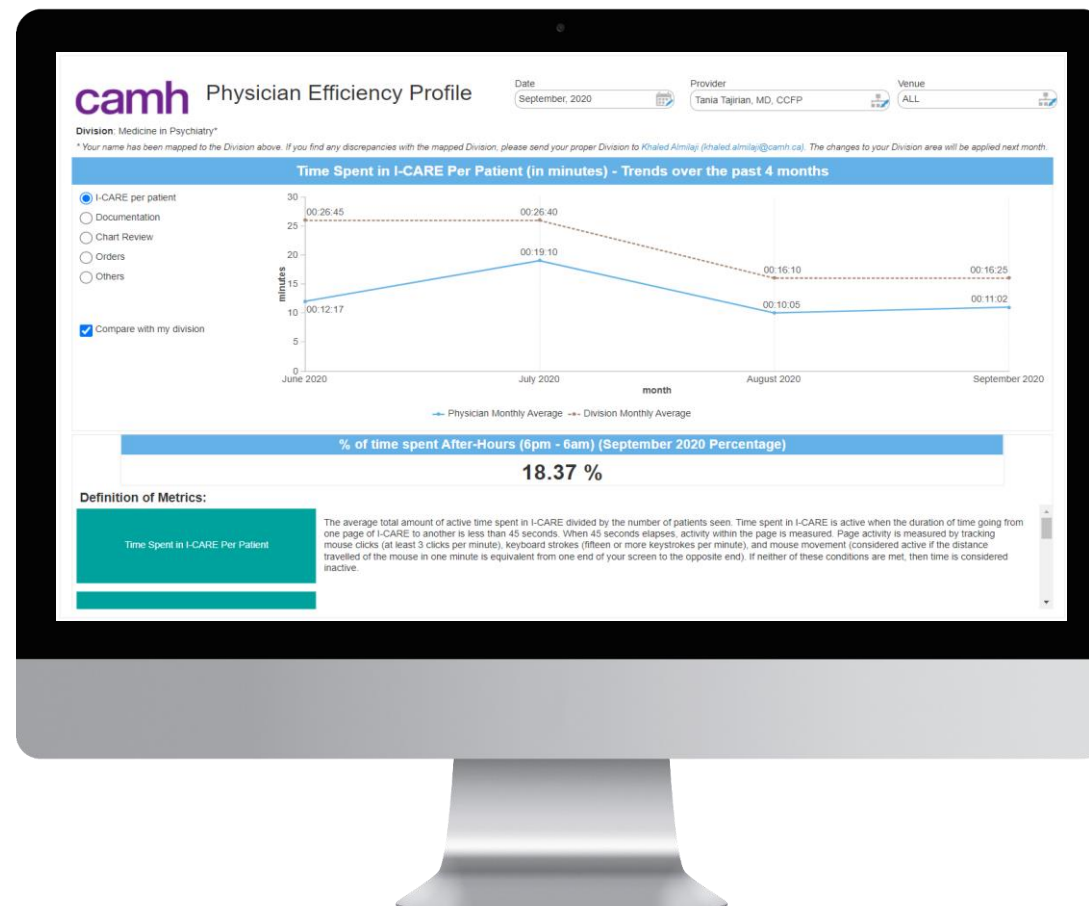 camh
Physician Efficiency Profile
Date
September, 2020
Provider
Tania Tajirian, MD, CCFP
Venue
ALL
Division: Medicine in Psychiatry*
* Your name has been mapped to the Division above. If you find any discrepancies with the mapped Division, please send your proper Division to Khaled Almilaji (khaled.almilaji@camh.ca). The changes to your Division area will be applied next month.
Time Spent in I-CARE Per Patient (in minutes) - Trends over the past 4 months
I-CARE per patient
Documentation
Chart Review
Orders
Others
Compare with my division
minutes
30
25
20
15
10
5
0
00:26:45
00:26:40
00:16:10
00:16:25
00:12:17
00:19:10
00:10:05
00:11:02
June 2020
July 2020
August 2020
September 2020
month
Physician Monthly Average
Division Monthly Average
% of time spent After-Hours (6pm - 6am) (September 2020 Percentage)
18.37 %
Definition of Metrics:
Time Spent in I-CARE Per Patient
The average total amount of active time spent in I-CARE divided by the number of patients seen. Time spent in I-CARE is active when the duration of time going from
one page of I-CARE to another is less than 45 seconds. When 45 seconds elapses, activity within the page is measured. Page activity is measured by tracking
mouse clicks (at least 3 clicks per minute), keyboard strokes (fifteen or more keystrokes per minute), and mouse movement (considered active if the distance
travelled of the mouse in one minute is equivalent from one end of your screen to the opposite end). If neither of these conditions are met, then time is considered
inactive.